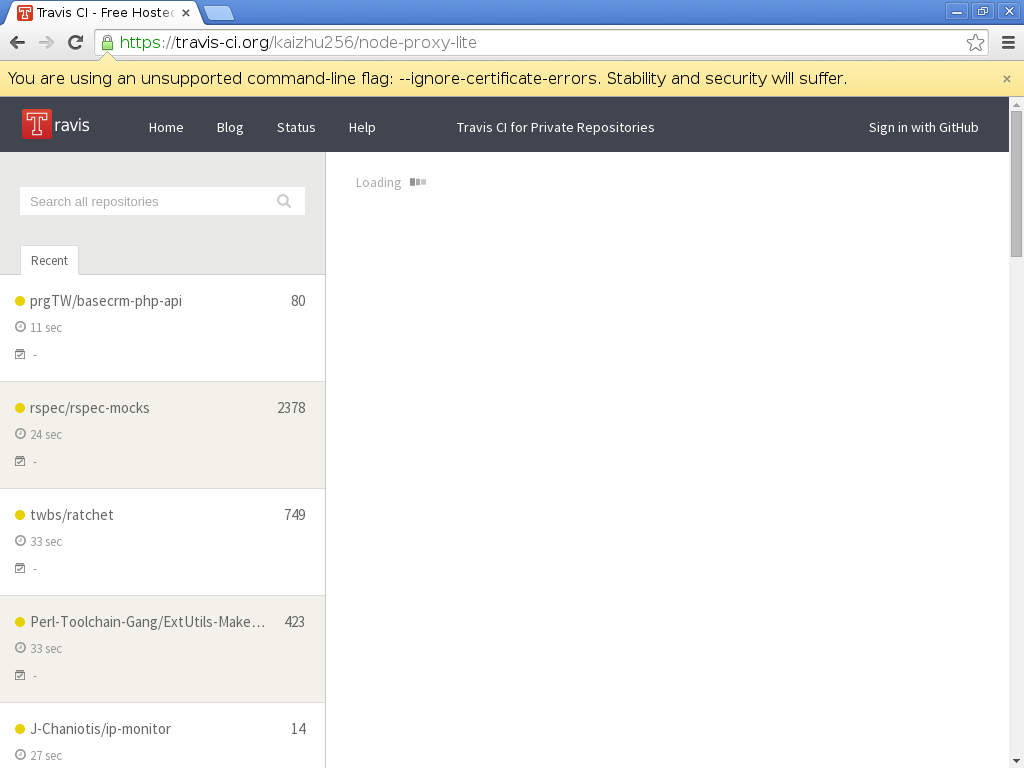 Travis CI - Free Hosted
https://travis-ci.org/kaizhu256/node-proxy-lite
You are using an unsupported command-line flag: --ignore-certificate-errors. Stability and security will suffer.
Travis Home Blog Status Help Travis CI for Private Repositories Sign in with GitHub
Loading
Search all repositories
Recent
prgTW/basecrm-php-api 80
11 sec
-
rspec/rspec-mocks 2378
24 sec
-
twbs/ratchet 749
33 sec
-
Perl-Toolchain-Gang/ExtUtils-Make... 423
33 sec
-
J-Chaniotis/ip-monitor 14
27 sec